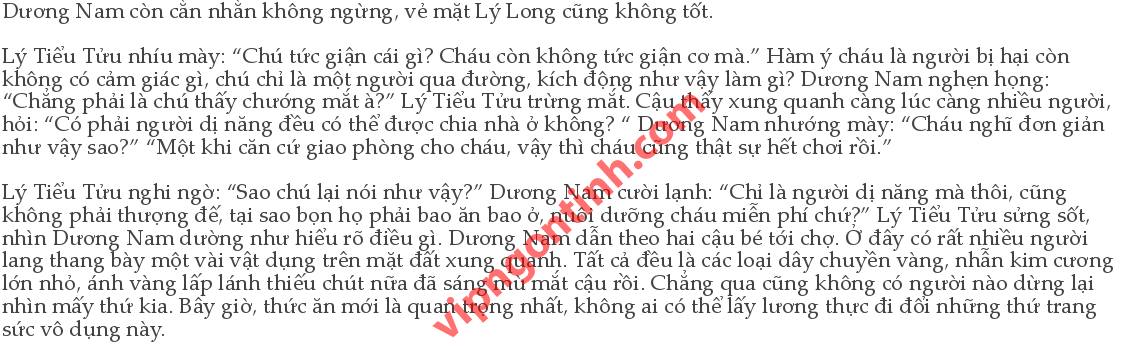 Dương Nam còn cằn nhằn không ngừng, vẻ mặt Lý Long cũng không tốt.
Lý Tiểu Tửu nhíu mày: “Chú tức giận cái gì? Cháu còn không tức giận cơ mà.” Hàm ý cháu là người bị hại còn
không có cảm giác gì, chú chỉ là một người qua đường, kích động như vậy làm gì? Dương Nam nghẹn họng:
“Chẳng phải là chú thấy chướng mắt à?” Lý Tiểu Tửu trừng mắt. Cậu thấy xung quanh càng lúc càng nhiều người,
hỏi: “Có phải người dị năng đều có thể được chia nhà ở không? “ Dương Nam nhướng mày: “Cháu nghĩ đơn giản
như vậy sao?” “Một khi căn cứ giao phòng cho cháu, vậy thì cháu cũng thật sự hết chơi rồi.”
Lý Tiểu Tửu nghi ngờ: “Sao chú lại nói như vậy?” Dương Nam cười lạnh: “Chỉ là người dị năng mà thôi, cũng
không phải thượng đế, tại sao bọn họ phải bao ăn bao ở, nuôi dưỡng cháu miễn phí chứ?” Lý Tiểu Tửu sửng sốt,
nhìn Dương Nam dường như hiểu rõ điều gì. Dương Nam dẫn theo hai cậu bé tới chợ. Ở đây có rất nhiều người
lang thang bày một vài vật dụng trên mặt đất xung quanh. Tất cả đều là các loại dây chuyền vàng, nhẫn kim cương
lớn nhỏ, ánh vàng lấp lánh thiếu chút nữa đã sáng mù mắt cậu rồi. Chẳng qua cũng không có người nào dừng lại
nhìn mấy thứ kia. Bây giờ, thức ăn mới là quan trọng nhất, không ai có thể lấy lương thực đi đổi những thứ trang
sức vô dụng này.
vipngontinh.com